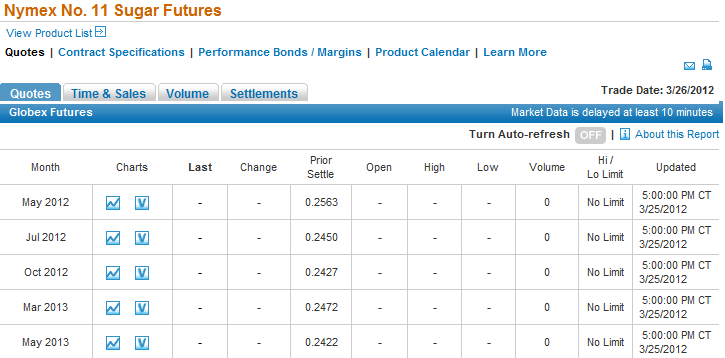 Nymex No. 11 Sugar Futures
View Product List
Quotes | Contract Specifications | Performance Bonds / Margins | Product Calendar | Learn More
Quotes Time & Sales Volume Settlements Trade Date: 3/26/2012
Globex Futures Market Data is delayed at least 10 minutes
Turn Auto-refresh OFF | About this Report
Month Charts Last Change Prior Settle Open High Low Volume Hi / Lo Limit Updated
May 2012 - - 0.2563 - - - 0 No Limit 5:00:00 PM CT 3/25/2012
Jul 2012 - - 0.2450 - - - 0 No Limit 5:00:00 PM CT 3/25/2012
Oct 2012 - - 0.2427 - - - 0 No Limit 5:00:00 PM CT 3/25/2012
Mar 2013 - - 0.2472 - - - 0 No Limit 5:00:00 PM CT 3/25/2012
May 2013 - - 0.2422 - - - 0 No Limit 5:00:00 PM CT 3/25/2012